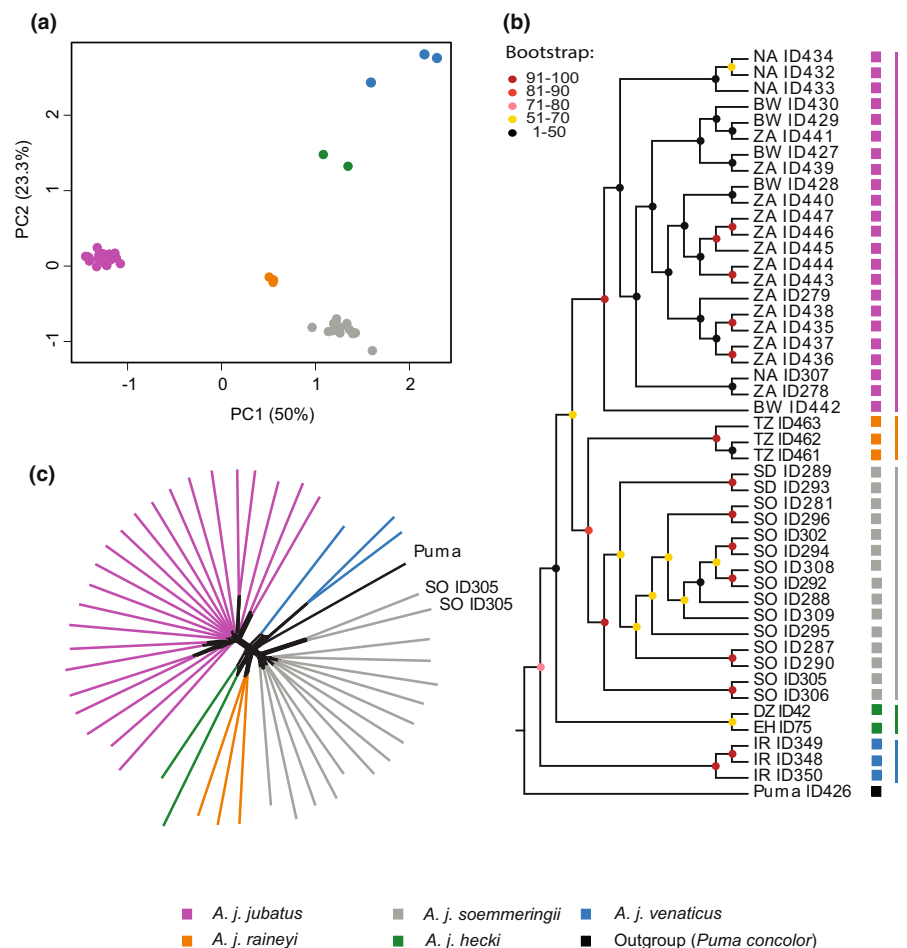 (a)
PC2 (23.3%)
2
1
0
-1
-1
0
1
2
PC1 (50%)
(b)
Bootstrap:
91-100
81-90
71-80
51-70
1-50
NA ID434
NA ID432
NA ID433
BW ID430
BW ID429
ZA ID441
BW ID427
ZA ID439
BW ID428
ZA ID440
ZA ID447
ZA ID446
ZA ID445
ZA ID444
ZA ID443
ZA ID279
ZA ID438
ZA ID435
ZA ID437
ZA ID436
NA ID307
ZA ID278
BW ID442
TZ ID463
TZ ID462
TZ ID461
SD ID289
SD ID293
SO ID281
SO ID296
SO ID302
SO ID294
SO ID308
SO ID292
SO ID288
SO ID309
SO ID295
SO ID287
SO ID290
SO ID305
SO ID306
DZ ID42
EH ID75
IR ID349
IR ID348
IR ID350
Puma ID426
(c)
Puma
SO ID305
SO ID305
A. j. jubatus
A. j. soemmeringii
A. j. venaticus
A. j. raineyi
A. j. hecki
Outgroup (Puma concolor)